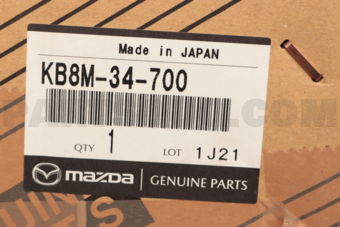 Made in JAPAN
KB8M-34-700
QTY 1 LOT 1J21
mazda GENUINE PARTS